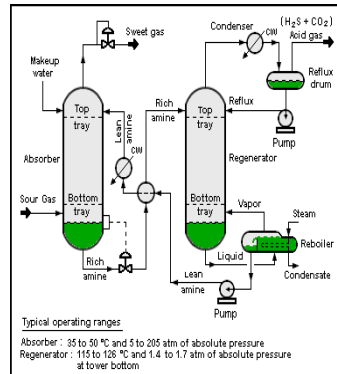 Sweet gas
Condenser
CW
(H₂S + CO₂)
Acid gas
Makeup
water
Reflux
drum
Top
tray
Lean
amine
Rich
amine
Top
tray
Reflux
Pump
Absorber
CW
Regenerator
Sour Gas
Bottom
tray
Bottom
tray
Vapor
Steam
Reboiler
Liquid
Condensate
Rich
amine
Lean
amine
Pump
Typical operating ranges
Absorber : 35 to 50 °C and 5 to 205 atm of absolute pressure
Regenerator : 115 to 126 °C and 1.4 to 1.7 atm of absolute pressure
at tower bottom